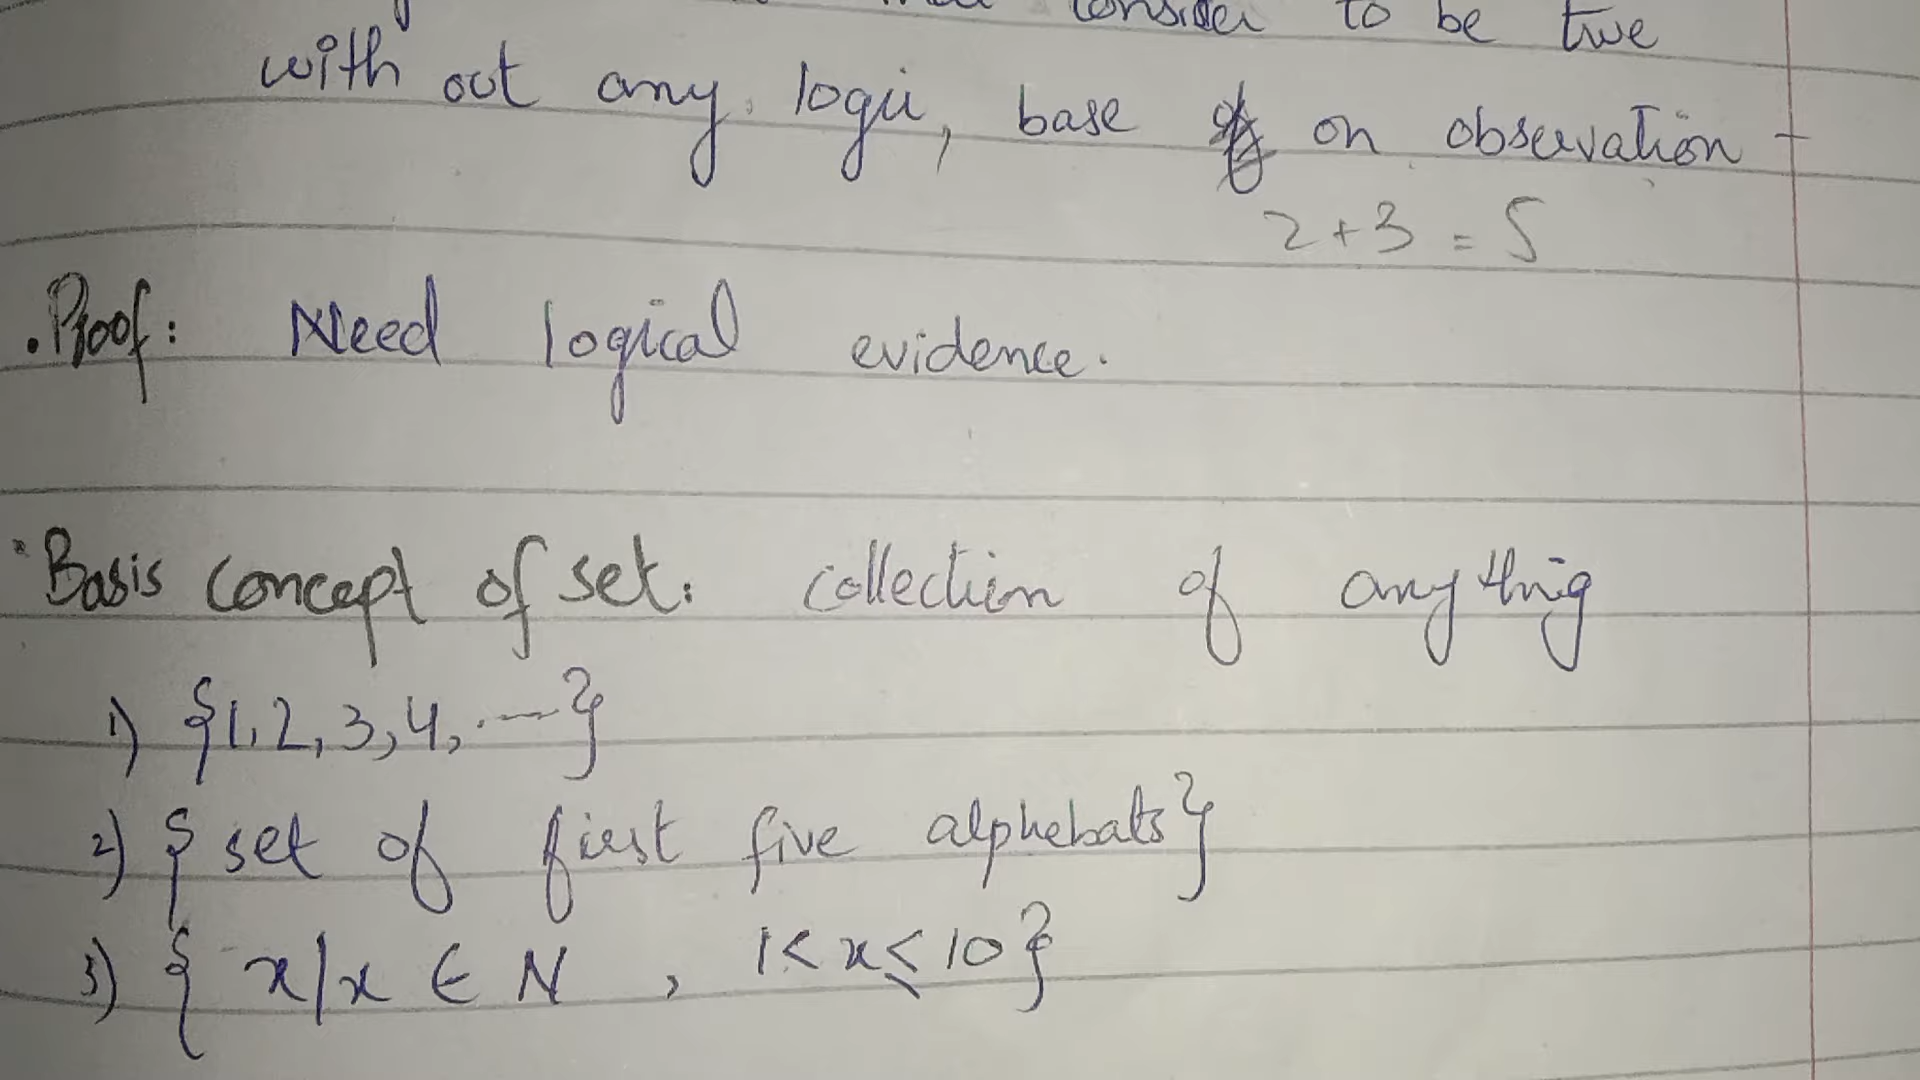 consider to be true
with out any logic, base on observation
2+3 = 5
. Proof: Need logical evidence.
· Basis concept of set: collection of any thing
1) {1,2,3,4, ---}
2) { set of first five alphebats}
3) { x/x ∈ N , 1< x ≤ 10}